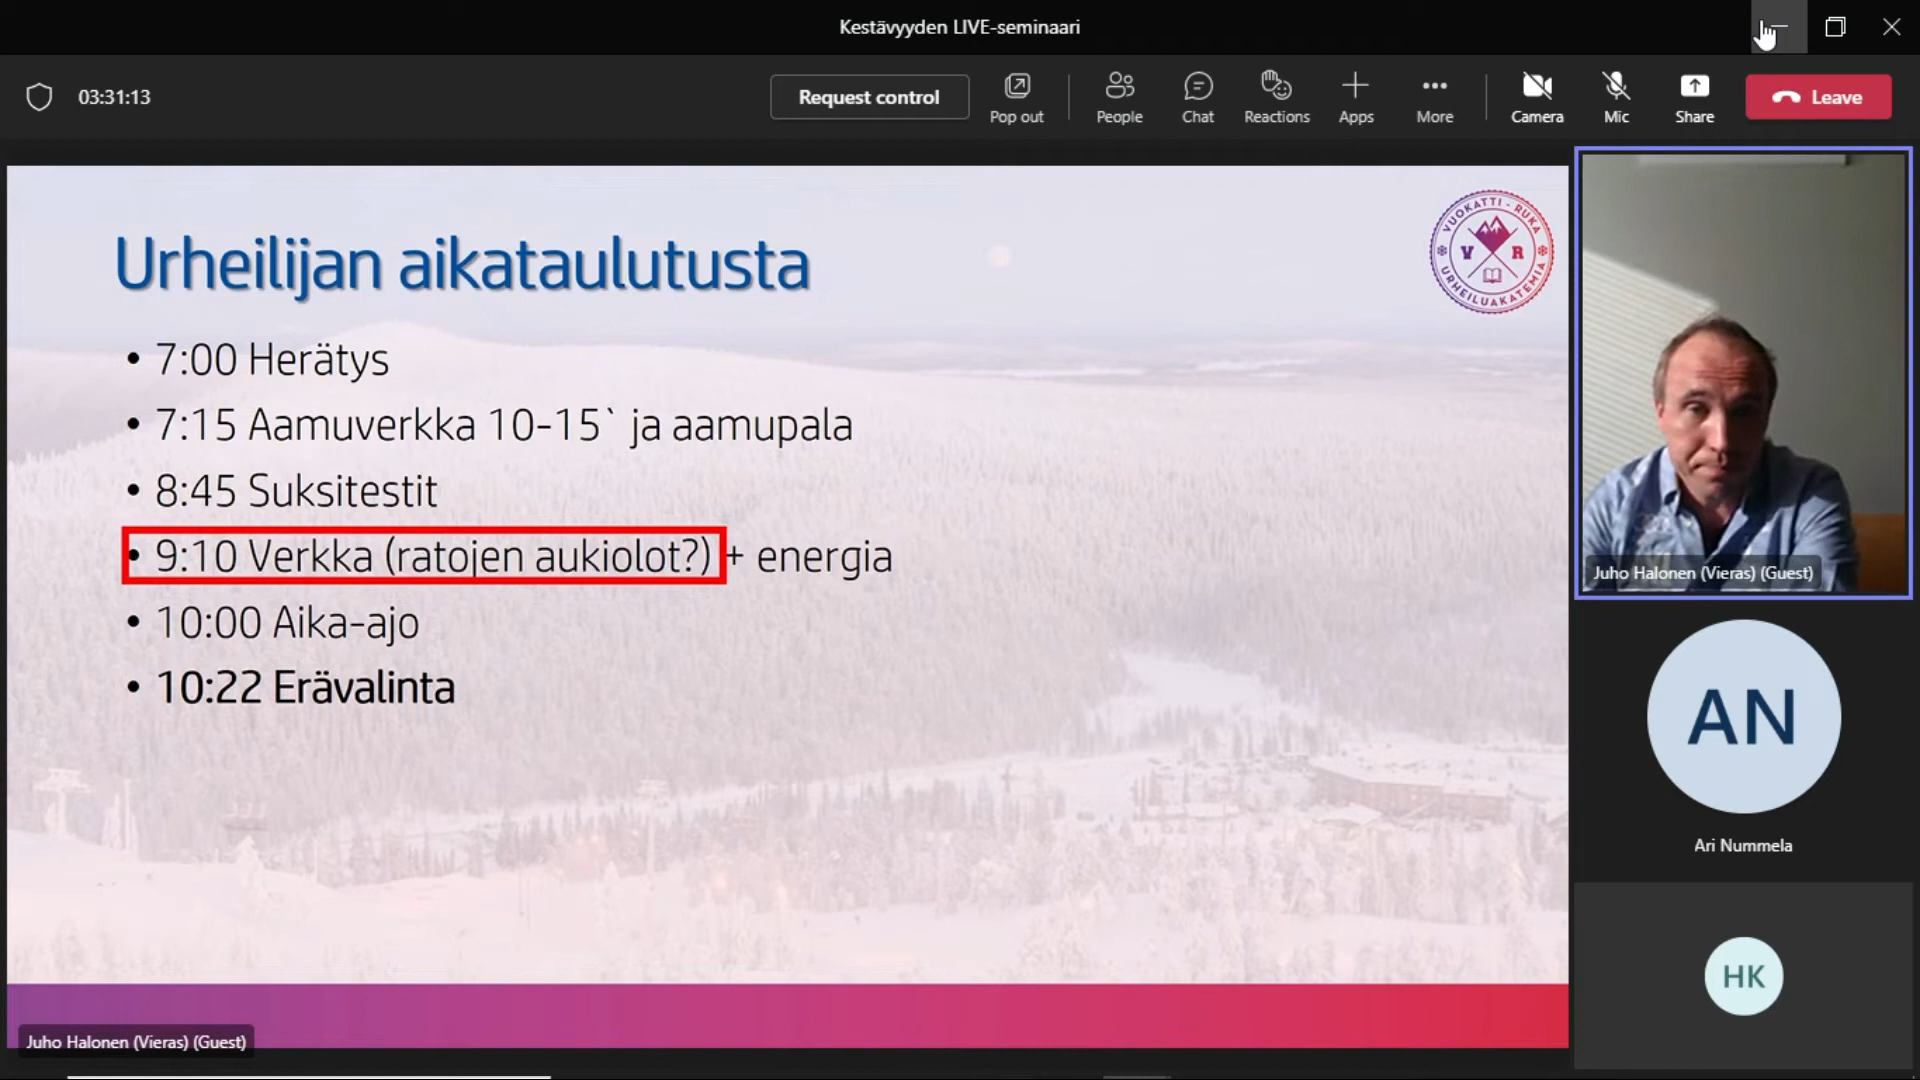 Kestävyyden LIVE-seminaari
03:31:13
Request control
Pop out
People
Chat
Reactions
Apps
More
Camera
Mic
Share
Leave
Urheilijan aikataulutusta
• 7:00 Herätys
• 7:15 Aamuverkka 10-15` ja aamupala
• 8:45 Suksitestit
• 9:10 Verkka (ratojen aukiolot?) + energia
• 10:00 Aika-ajo
• 10:22 Erävalinta
VUOKATTI - RUKA
V R
URHEILUAKATEMIA
Juho Halonen (Vieras) (Guest)
AN
Ari Nummela
HK
Juho Halonen (Vieras) (Guest)